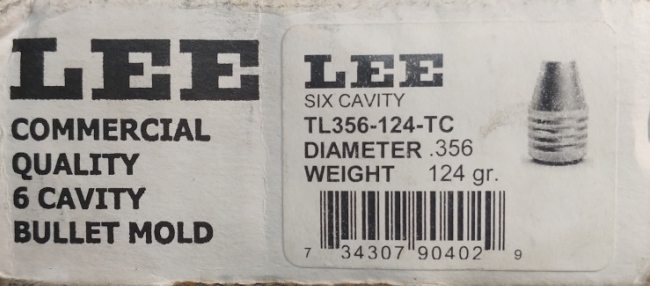 LEE
COMMERCIAL
QUALITY
6 CAVITY
BULLET MOLD
LEE
SIX CAVITY
TL356-124-TC
DIAMETER .356
WEIGHT 124 gr.
7 34307 90402 9